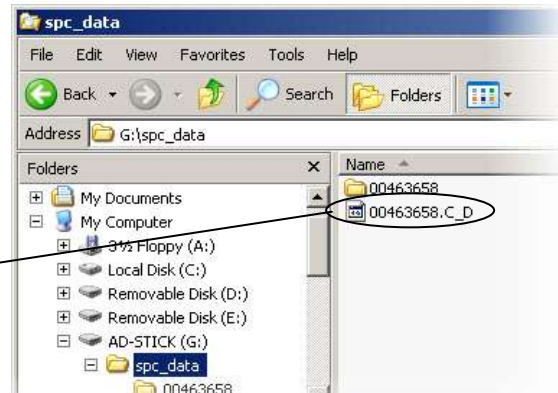 spc_data
File Edit View Favorites Tools Help
Back Search Folders
Address G:\spc_data
Folders x Name
My Documents
My Computer
3½ Floppy (A:)
Local Disk (C:)
Removable Disk (D:)
Removable Disk (E:)
AD-STICK (G:)
spc_data
00463658
00463658
00463658.C_D